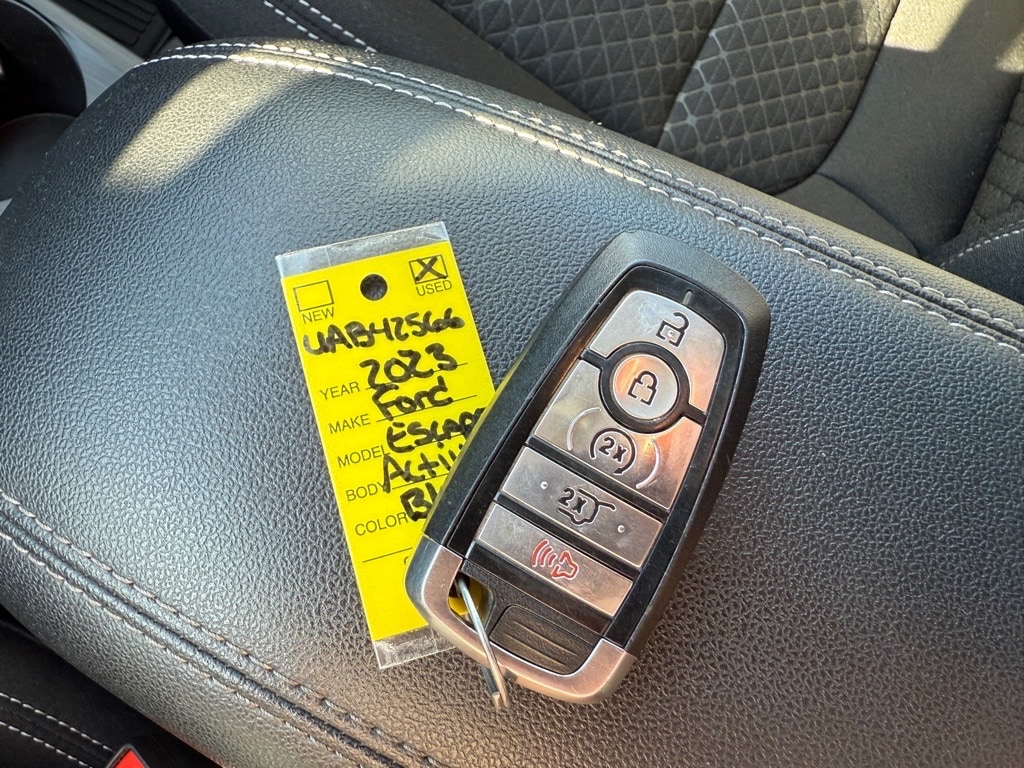 NEW
USED
UAB42566
YEAR 2023
MAKE Ford
MODEL
BODY
COLOR
2X
2X